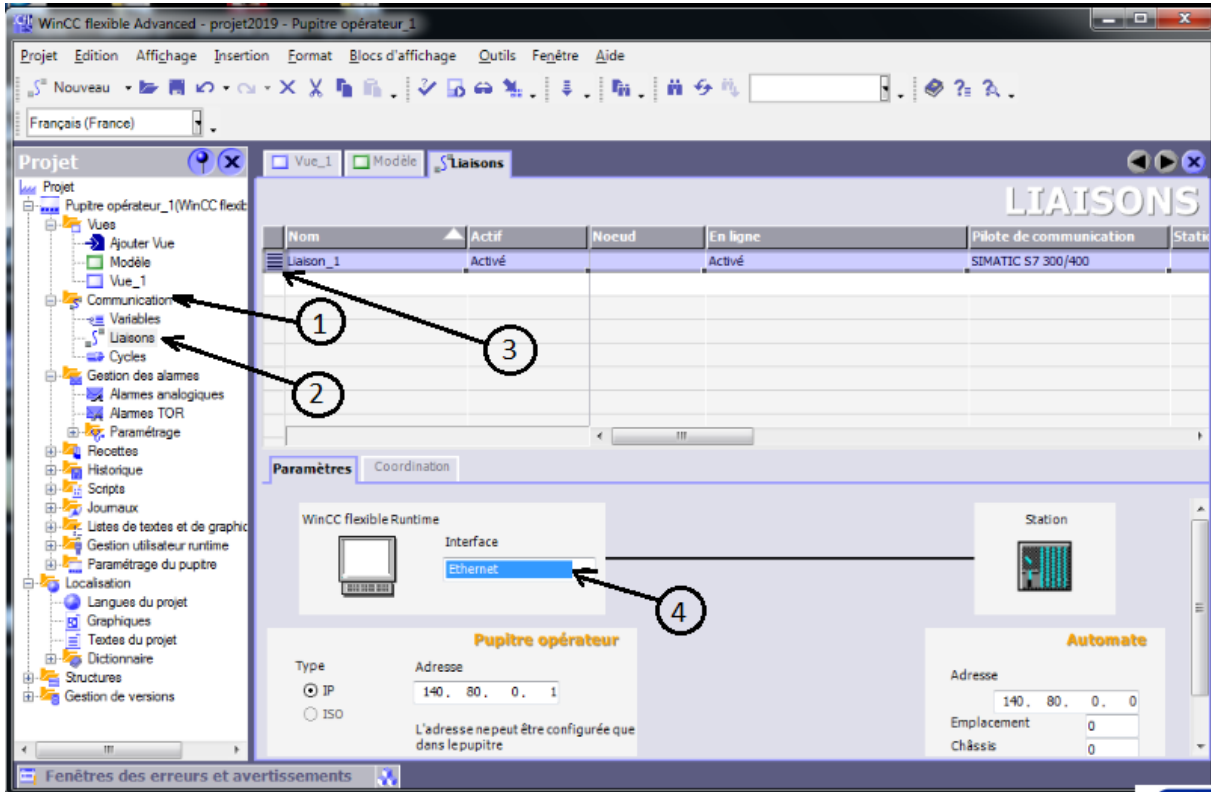 WinCC flexible Advanced - projet2019 - Pupitre opérateur_1
Projet Edition Affichage Insertion Format Blocs d'affichage Outils Fenêtre Aide
Nouveau
Français (France)
Projet
Projet
Pupitre opérateur_1(WinCC flexib
Vues
Ajouter Vue
Modèle
Vue_1
Communication
Variables
Liaisons
Cycles
Gestion des alarmes
Alarmes analogiques
Alarmes TOR
Paramétrage
Recettes
Historique
Scripts
Journaux
Listes de textes et de graphic
Gestion utilisateur runtime
Paramétrage du pupitre
Localisation
Langues du projet
Graphiques
Textes du projet
Dictionnaire
Structures
Gestion de versions
Vue_1 Modèle Liaisons
LIAISONS
Nom Actif Noeud En ligne Pilote de communication Static
Liaison_1 Activé Activé SIMATIC S7 300/400
1
3
2
Paramètres Coordination
WinCC flexible Runtime
Interface
Ethernet
Station
4
Pupitre opérateur
Type Adresse
IP 140. 80. 0. 1
ISO
L'adresse nepeut être configurée que
dans lepupitre
Automate
Adresse
140. 80. 0. 0
Emplacement 0
Châssis 0
Fenêtres des erreurs et avertissements